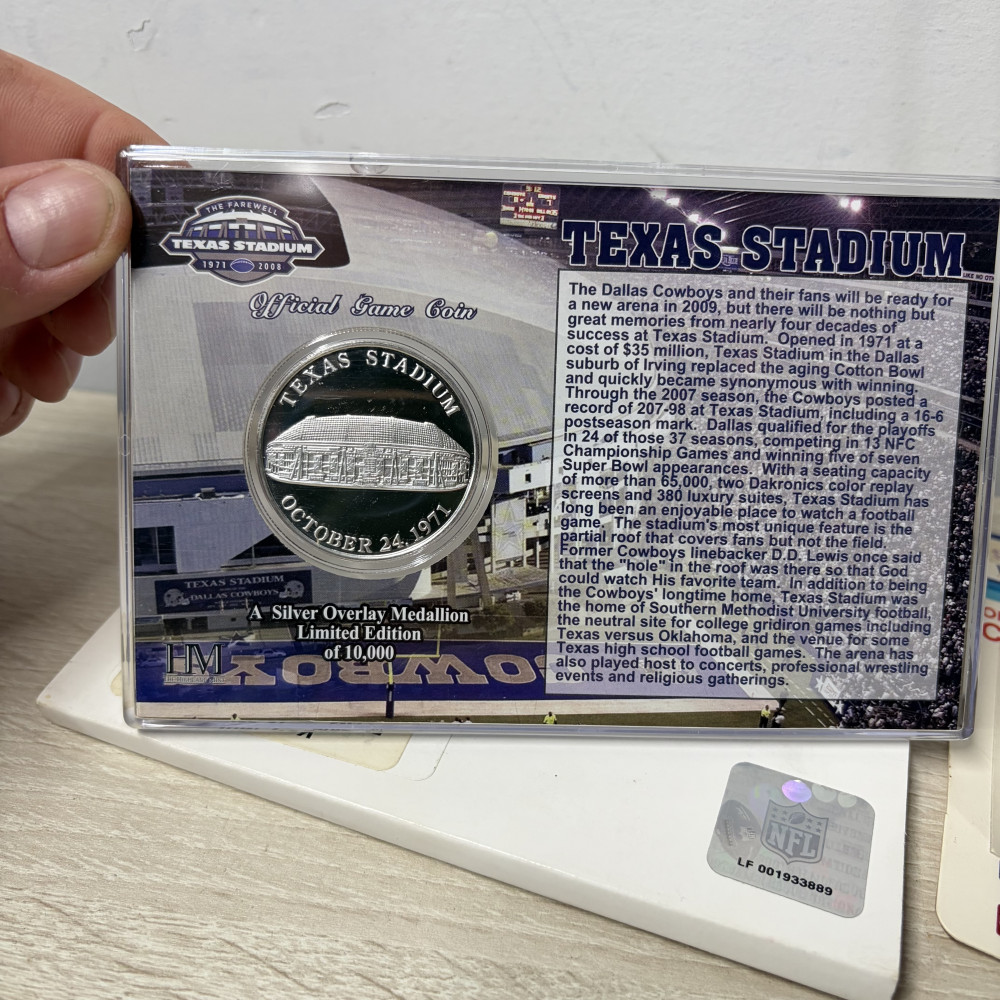 THE FAREWELL
TEXAS STADIUM
1971 2008
Official Game Coin
TEXAS STADIUM
OCTOBER 24, 1971
TEXAS STADIUM
DALLAS COWBOYS
A Silver Overlay Medallion
Limited Edition
of 10,000
HM
COWBOY
TEXAS STADIUM
The Dallas Cowboys and their fans will be ready for
a new arena in 2009, but there will be nothing but
great memories from nearly four decades of
success at Texas Stadium. Opened in 1971 at a
cost of $35 million, Texas Stadium in the Dallas
suburb of Irving replaced the aging Cotton Bowl
and quickly became synonymous with winning.
Through the 2007 season, the Cowboys posted a
record of 207-98 at Texas Stadium, including a 16-6
postseason mark. Dallas qualified for the playoffs
in 24 of those 37 seasons, competing in 13 NFC
Championship Games and winning five of seven
Super Bowl appearances. With a seating capacity
of more than 65,000, two Dakronics color replay
screens and 380 luxury suites, Texas Stadium has
long been an enjoyable place to watch a football
game. The stadium's most unique feature is the
partial roof that covers fans but not the field.
Former Cowboys linebacker D.D. Lewis once said
that the "hole" in the roof was there so that God
could watch His favorite team. In addition to being
the Cowboys' longtime home, Texas Stadium was
the home of Southern Methodist University football,
the neutral site for college gridiron games including
Texas versus Oklahoma, and the venue for some
Texas high school football games. The arena has
also played host to concerts, professional wrestling
events and religious gatherings.
NFL
LF 001933889